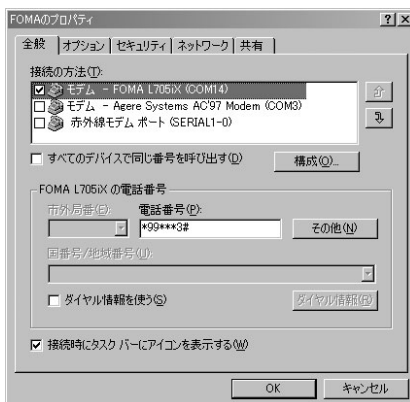 FOMAのプロパティ
全般 オプション セキュリティ ネットワーク 共有
接続の方法(T):
モデム - FOMA L705iX (COM14)
モデム - Agere Systems AC'97 Modem (COM3)
赤外線モデム ポート (SERIAL1-0)
すべてのデバイスで同じ番号を呼び出す(D) 構成(O)...
FOMA L705iX の電話番号
市外局番(E): 電話番号(P):
*99***3# その他(N)
国番号/地域番号(U):
ダイヤル情報を使う(S) ダイヤル情報(R)
接続時にタスク バーにアイコンを表示する(W)
OK キャンセル